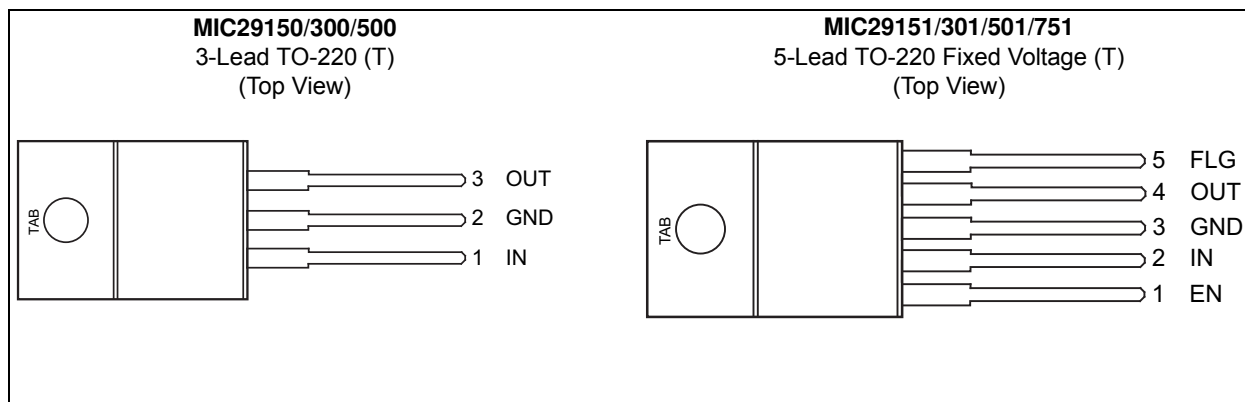 MIC29150/300/500
3-Lead TO-220 (T)
(Top View)
TAB
3 OUT
2 GND
1 IN
MIC29151/301/501/751
5-Lead TO-220 Fixed Voltage (T)
(Top View)
TAB
5 FLG
4 OUT
3 GND
2 IN
1 EN